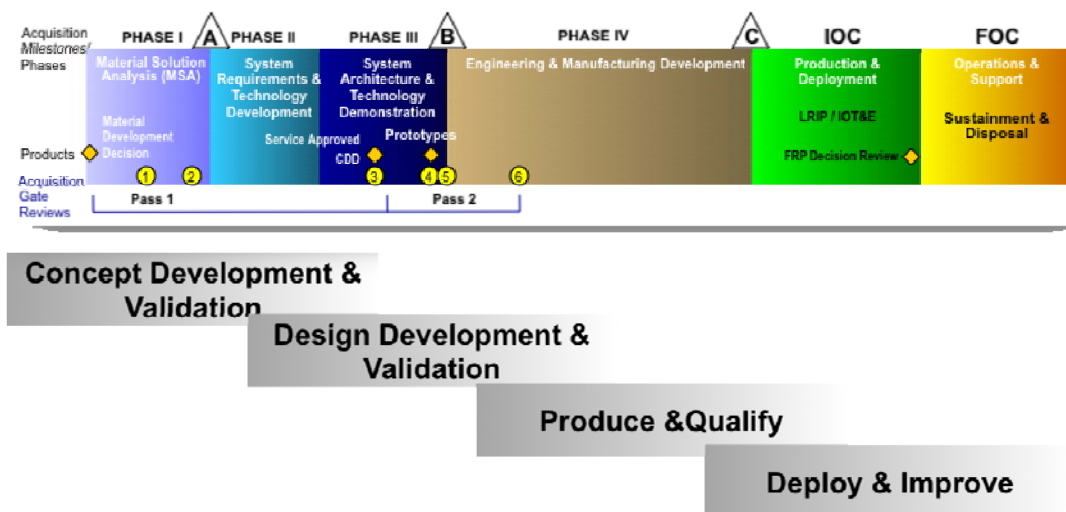 Acquisition
Milestones/
Phases
PHASE I
A
PHASE II
PHASE III
B
PHASE IV
C
IOC
FOC
Material Solution
Analysis (MSA)
System
Requirements &
Technology
Development
System
Architecture &
Technology
Demonstration
Engineering & Manufacturing Development
Production &
Deployment
Operations &
Support
Material
Development
Decision
Service Approved
CDD
Prototypes
LRIP / IOT&E
FRP Decision Review
Sustainment &
Disposal
Products
Acquisition
Gate
Reviews
1
2
3
4
5
6
Pass 1
Pass 2
Concept Development &
Validation
Design Development &
Validation
Produce &Qualify
Deploy & Improve